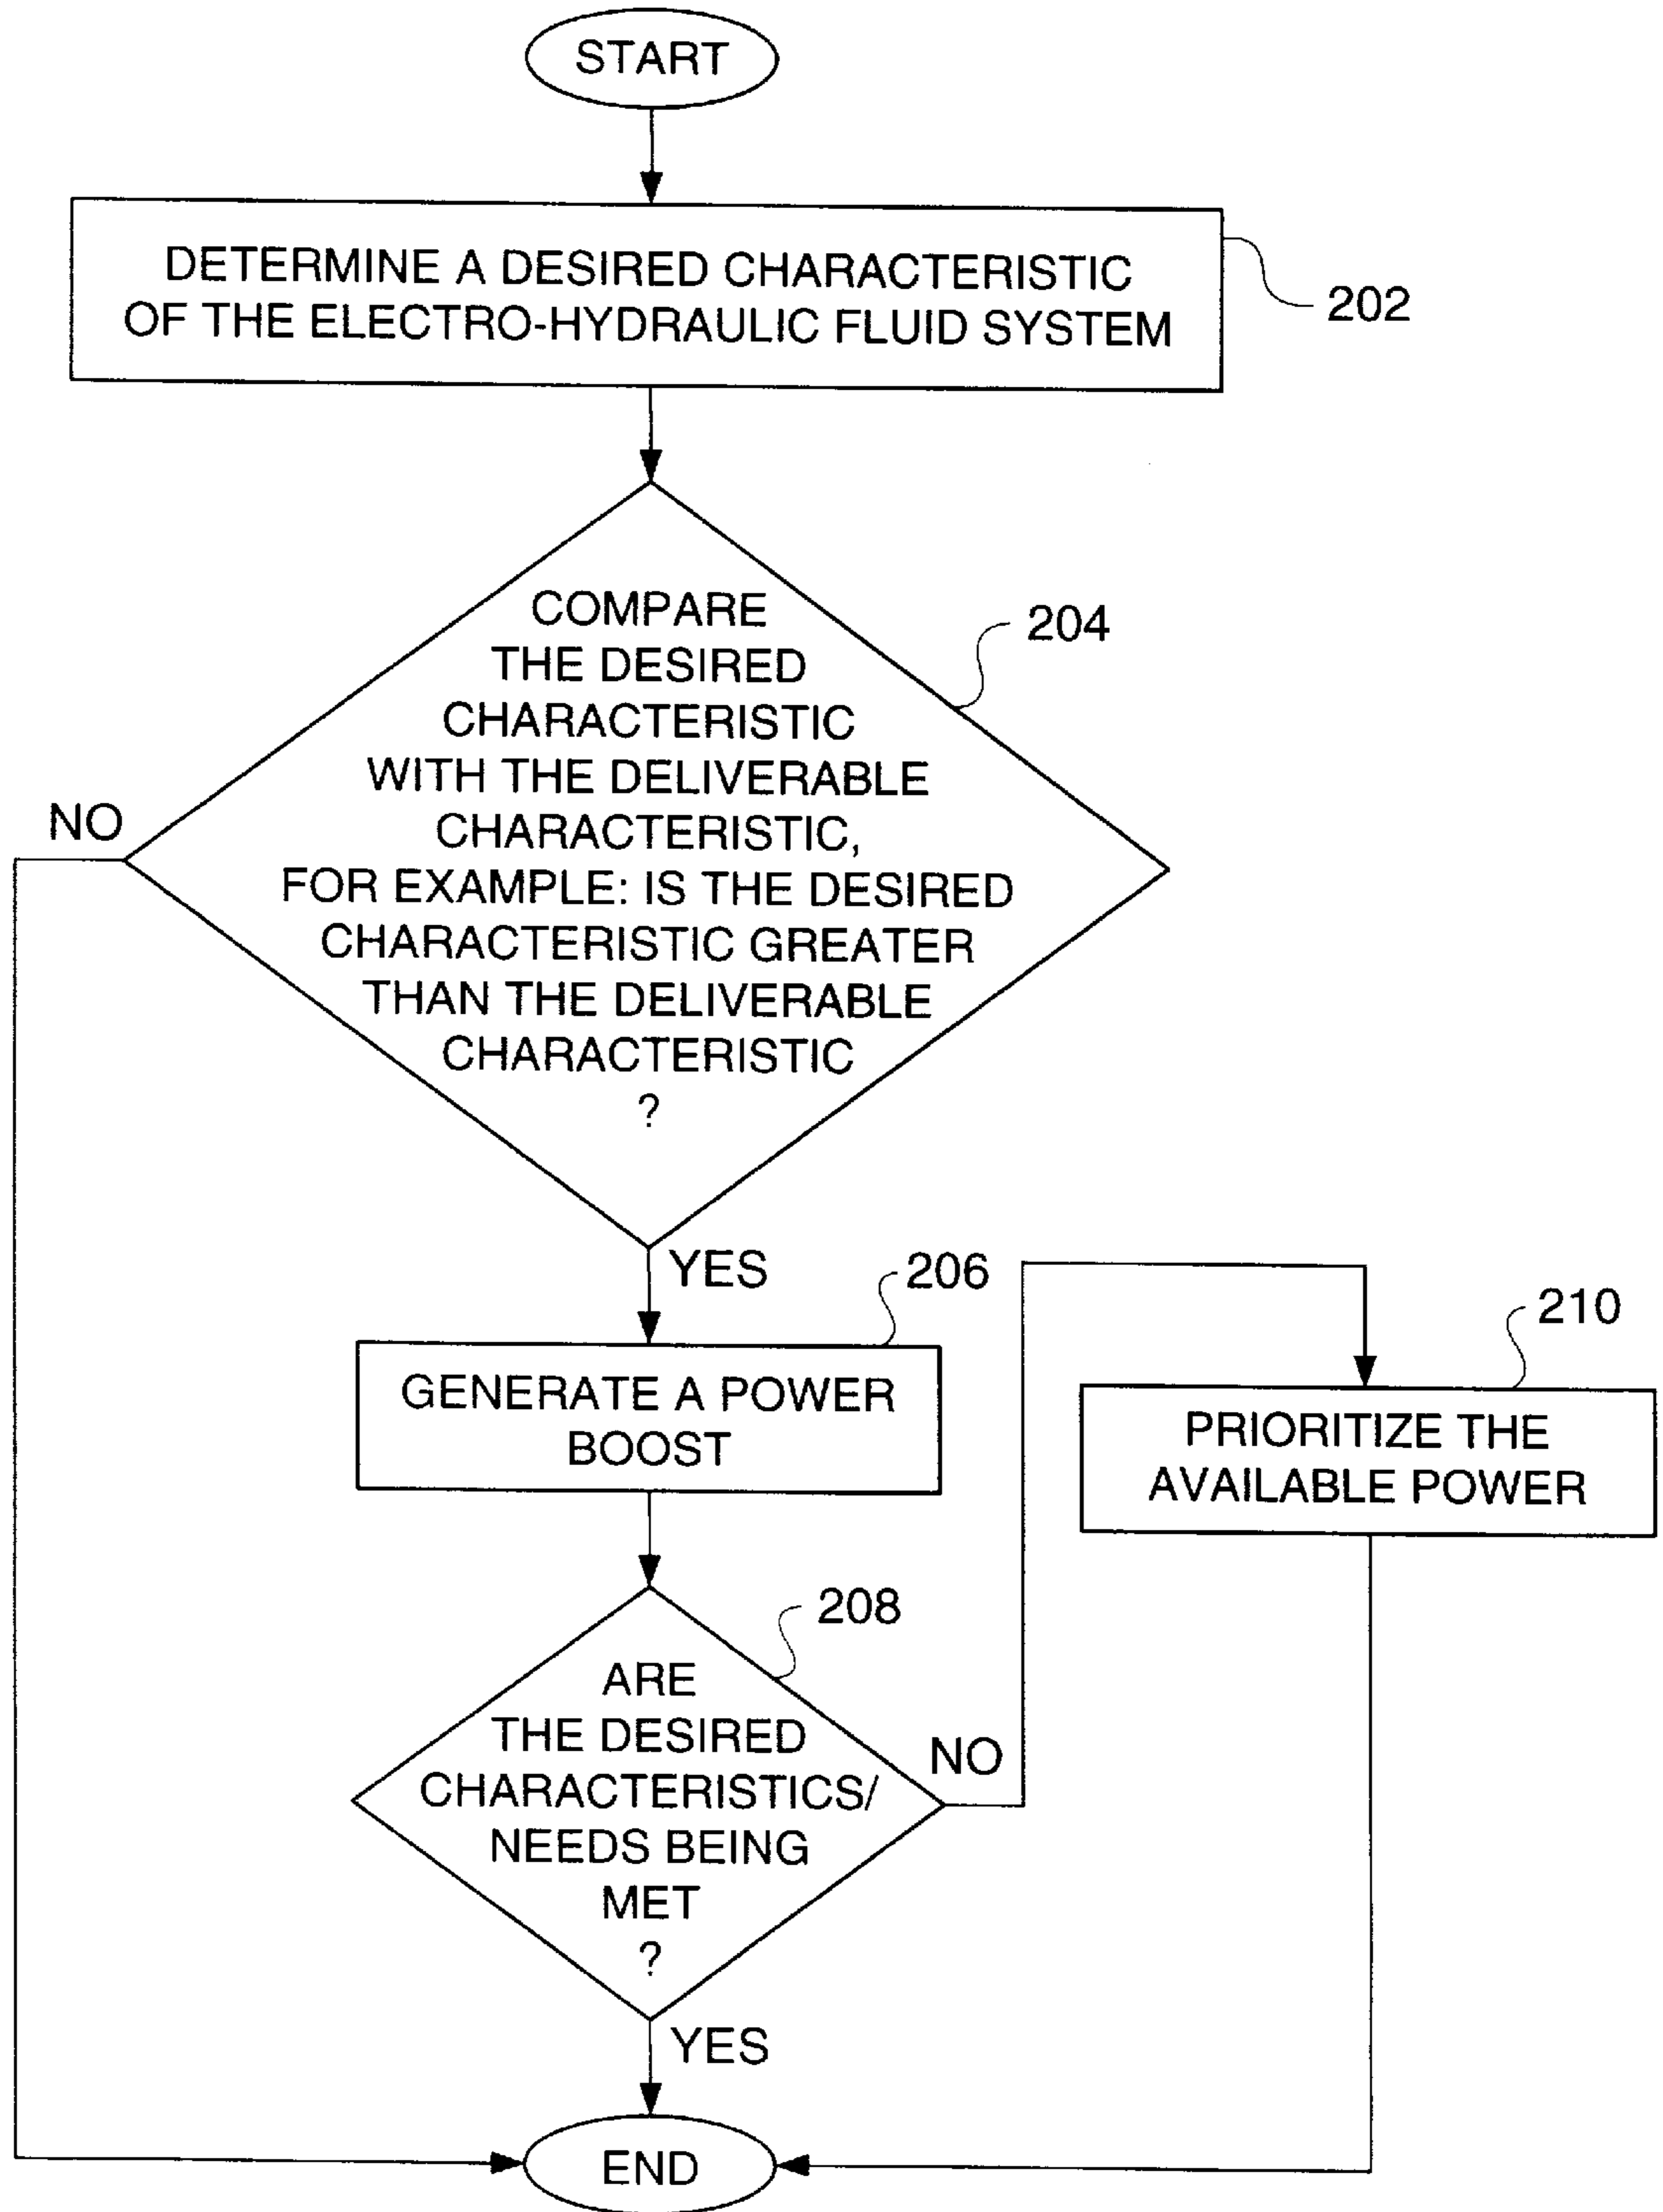 START
DETERMINE A DESIRED CHARACTERISTIC
OF THE ELECTRO-HYDRAULIC FLUID SYSTEM
202
COMPARE
THE DESIRED
CHARACTERISTIC
WITH THE DELIVERABLE
CHARACTERISTIC,
FOR EXAMPLE: IS THE DESIRED
CHARACTERISTIC GREATER
THAN THE DELIVERABLE
CHARACTERISTIC
?
204
NO
YES
206
GENERATE A POWER
BOOST
210
PRIORITIZE THE
AVAILABLE POWER
208
ARE
THE DESIRED
CHARACTERISTICS/
NEEDS BEING
MET
?
NO
YES
END